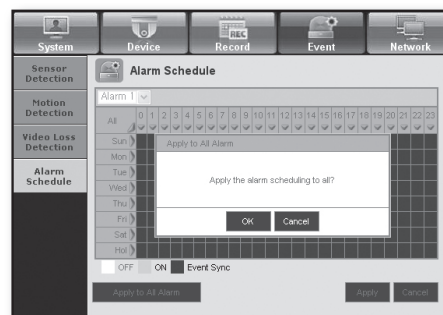 System Device Record Event Network
REC
Sensor Detection
Motion Detection
Video Loss Detection
Alarm Schedule
Alarm Schedule
Alarm 1
All 0 1 2 3 4 5 6 7 8 9 10 11 12 13 14 15 16 17 18 19 20 21 22 23
Sun
Mon
Tue
Wed
Thu
Fri
Sat
Hol
Apply to All Alarm
Apply the alarm scheduling to all?
OK Cancel
OFF ON Event Sync
Apply to All Alarm Apply Cancel